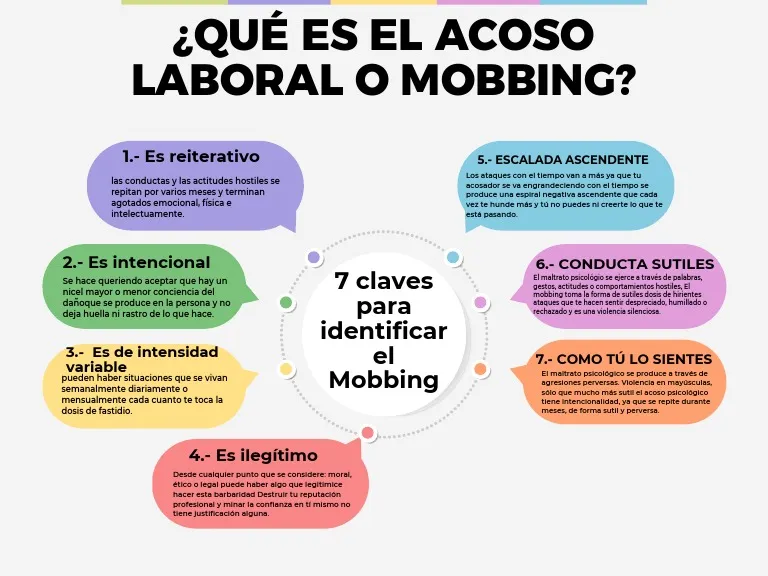 ¿QUÉ ES EL ACOSO
LABORAL O MOBBING?
1.- Es reiterativo
las conductas y las actitudes hostiles se
repitan por varios meses y terminan
agotados emocional, física e
intelectuamente.
2.- Es intencional
Se hace queriendo aceptar que hay un
nicel mayor o menor conciencia del
dañoque se produce en la persona y no
deja huella ni rastro de lo que hace.
3.- Es de intensidad
variable
pueden haber situaciones que se vivan
semanalmente diariamente o
mensualmente cada cuanto te toca la
dosis de fastidio.
4.- Es ilegítimo
Desde cualquier punto que se considere: moral,
ético o legal puede haber algo que legitimice
hacer esta barbaridad Destruir tu reputación
profesional y minar la confianza en tí mismo no
tiene justificación alguna.
7 claves
para
identificar
el
Mobbing
5.- ESCALADA ASCENDENTE
Los ataques con el tiempo van a más ya que tu
acosador se va engrandeciendo con el tiempo se
produce una espiral negativa ascendente que cada
vez te hunde más y tú no puedes ni creerte lo que te
está pasando.
6.- CONDUCTA SUTILES
El maltrato psicológio se ejerce a través de palabras,
gestos, actitudes o comportamientos hostiles, El
mobbing toma la forma de sutiles dosis de hirientes
ataques que te hacen sentir despreciado, humillado o
rechazado y es una violencia silenciosa.
7.- COMO TÚ LO SIENTES
El maltrato psicológico se produce a través de
agresiones perversas. Violencia en mayúsculas,
sólo que mucho más sutil el acoso psicológico
tiene intencionalidad, ya que se repite durante
meses, de forma sutil y perversa.